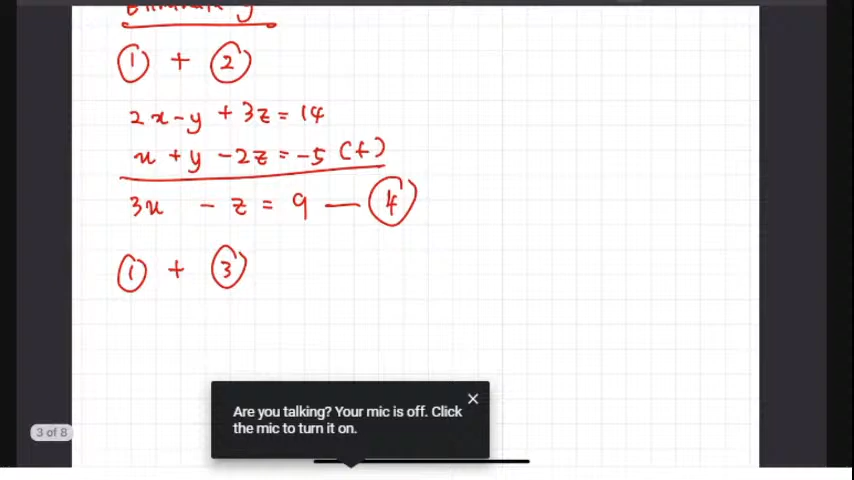 Eliminate y
① + ②
2x - y + 3z = 14
x + y - 2z = -5 (+)
3x - z = 9 — ④
① + ③
Are you talking? Your mic is off. Click
the mic to turn it on.
3 of 8